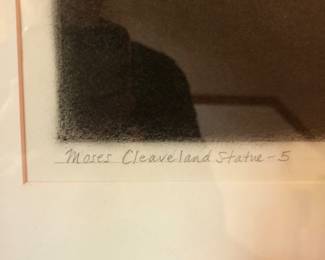 Moses Cleaveland Statue - 5